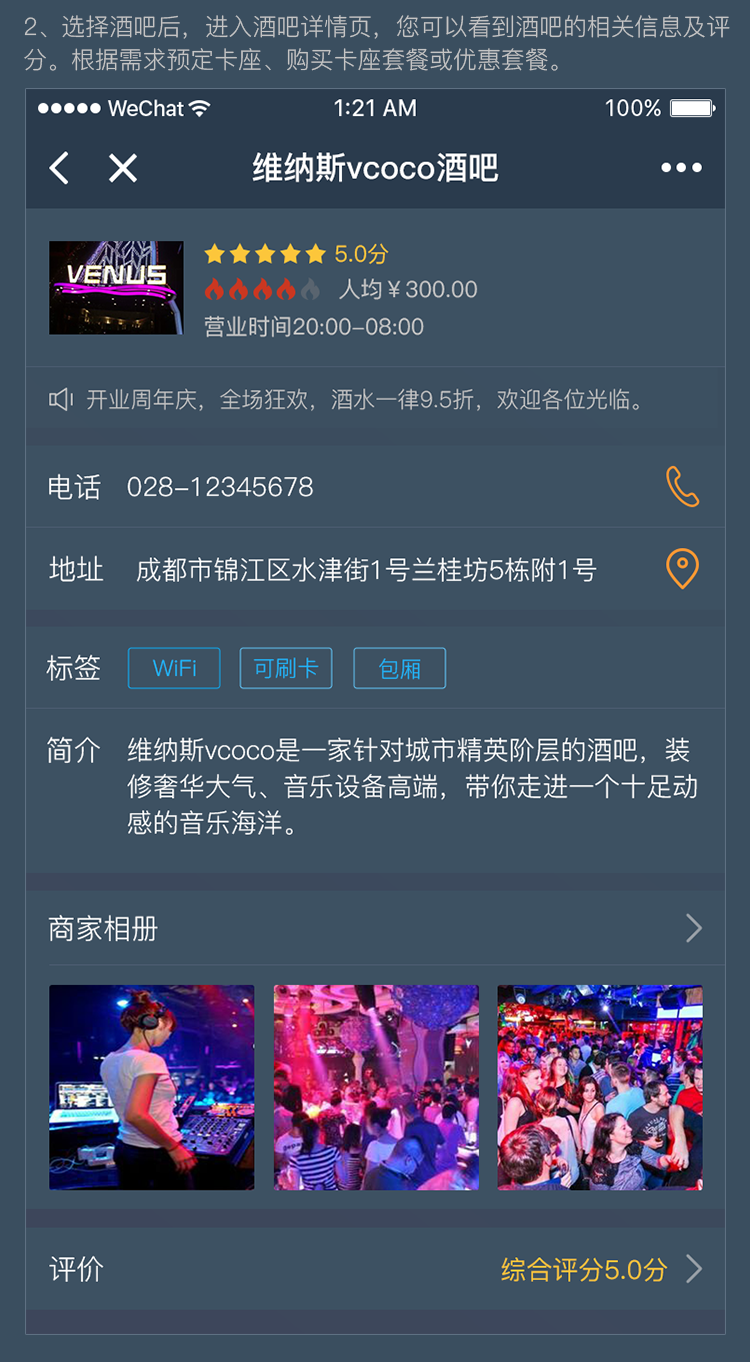 2、选择酒吧后，进入酒吧详情页，您可以看到酒吧的相关信息及评
分。根据需求预定卡座、购买卡座套餐或优惠套餐。
WeChat 1:21 AM 100%
维纳斯vcoco酒吧
VENUS
5.0分
人均￥300.00
营业时间20:00-08:00
开业周年庆，全场狂欢，酒水一律9.5折，欢迎各位光临。
电话 028-12345678
地址 成都市锦江区水津街1号兰桂坊5栋附1号
标签 WiFi 可刷卡 包厢
简介 维纳斯vcoco是一家针对城市精英阶层的酒吧，装
修奢华大气、音乐设备高端，带你走进一个十足动
感的音乐海洋。
商家相册
评价 综合评分5.0分